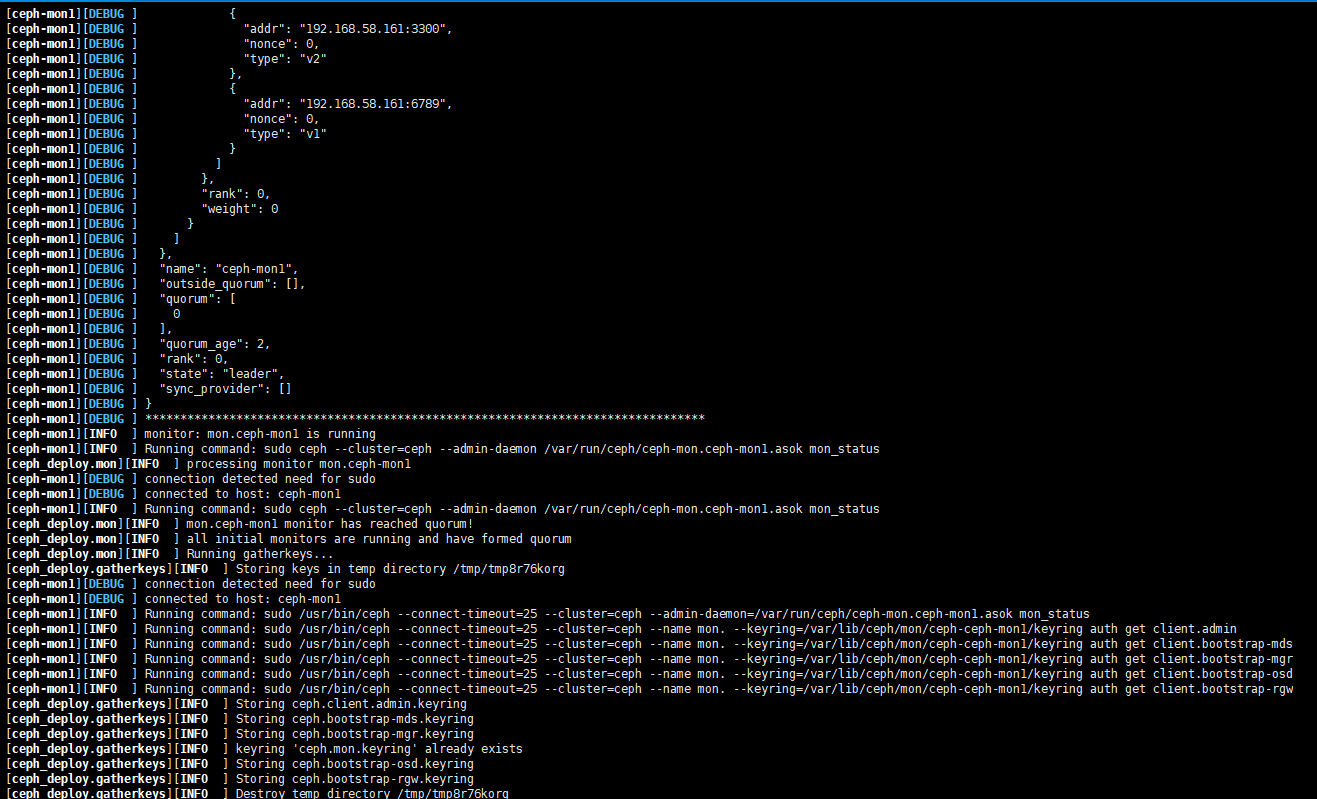 [ceph-mon1][DEBUG ]             {
[ceph-mon1][DEBUG ]               "addr": "192.168.58.161:3300",
[ceph-mon1][DEBUG ]               "nonce": 0,
[ceph-mon1][DEBUG ]               "type": "v2"
[ceph-mon1][DEBUG ]             },
[ceph-mon1][DEBUG ]             {
[ceph-mon1][DEBUG ]               "addr": "192.168.58.161:6789",
[ceph-mon1][DEBUG ]               "nonce": 0,
[ceph-mon1][DEBUG ]               "type": "v1"
[ceph-mon1][DEBUG ]             }
[ceph-mon1][DEBUG ]           ]
[ceph-mon1][DEBUG ]         },
[ceph-mon1][DEBUG ]         "rank": 0,
[ceph-mon1][DEBUG ]         "weight": 0
[ceph-mon1][DEBUG ]       }
[ceph-mon1][DEBUG ]     ]
[ceph-mon1][DEBUG ]   },
[ceph-mon1][DEBUG ]   "name": "ceph-mon1",
[ceph-mon1][DEBUG ]   "outside_quorum": [],
[ceph-mon1][DEBUG ]   "quorum": [
[ceph-mon1][DEBUG ]     0
[ceph-mon1][DEBUG ]   ],
[ceph-mon1][DEBUG ]   "quorum_age": 2,
[ceph-mon1][DEBUG ]   "rank": 0,
[ceph-mon1][DEBUG ]   "state": "leader",
[ceph-mon1][DEBUG ]   "sync_provider": []
[ceph-mon1][DEBUG ] }
[ceph-mon1][DEBUG ] ********************************************************************************
[ceph-mon1][INFO  ] monitor: mon.ceph-mon1 is running
[ceph-mon1][INFO  ] Running command: sudo ceph --cluster=ceph --admin-daemon /var/run/ceph/ceph-mon.ceph-mon1.asok mon_status
[ceph_deploy.mon][INFO  ] processing monitor mon.ceph-mon1
[ceph-mon1][DEBUG ] connection detected need for sudo
[ceph-mon1][DEBUG ] connected to host: ceph-mon1
[ceph-mon1][INFO  ] Running command: sudo ceph --cluster=ceph --admin-daemon /var/run/ceph/ceph-mon.ceph-mon1.asok mon_status
[ceph_deploy.mon][INFO  ] mon.ceph-mon1 monitor has reached quorum!
[ceph_deploy.mon][INFO  ] all initial monitors are running and have formed quorum
[ceph_deploy.mon][INFO  ] Running gatherkeys...
[ceph_deploy.gatherkeys][INFO  ] Storing keys in temp directory /tmp/tmp8r76korg
[ceph-mon1][DEBUG ] connection detected need for sudo
[ceph-mon1][DEBUG ] connected to host: ceph-mon1
[ceph-mon1][INFO  ] Running command: sudo /usr/bin/ceph --connect-timeout=25 --cluster=ceph --admin-daemon=/var/run/ceph/ceph-mon.ceph-mon1.asok mon_status
[ceph-mon1][INFO  ] Running command: sudo /usr/bin/ceph --connect-timeout=25 --cluster=ceph --name mon. --keyring=/var/lib/ceph/mon/ceph-ceph-mon1/keyring auth get client.admin
[ceph-mon1][INFO  ] Running command: sudo /usr/bin/ceph --connect-timeout=25 --cluster=ceph --name mon. --keyring=/var/lib/ceph/mon/ceph-ceph-mon1/keyring auth get client.bootstrap-mds
[ceph-mon1][INFO  ] Running command: sudo /usr/bin/ceph --connect-timeout=25 --cluster=ceph --name mon. --keyring=/var/lib/ceph/mon/ceph-ceph-mon1/keyring auth get client.bootstrap-mgr
[ceph-mon1][INFO  ] Running command: sudo /usr/bin/ceph --connect-timeout=25 --cluster=ceph --name mon. --keyring=/var/lib/ceph/mon/ceph-ceph-mon1/keyring auth get client.bootstrap-osd
[ceph-mon1][INFO  ] Running command: sudo /usr/bin/ceph --connect-timeout=25 --cluster=ceph --name mon. --keyring=/var/lib/ceph/mon/ceph-ceph-mon1/keyring auth get client.bootstrap-rgw
[ceph_deploy.gatherkeys][INFO  ] Storing ceph.client.admin.keyring
[ceph_deploy.gatherkeys][INFO  ] Storing ceph.bootstrap-mds.keyring
[ceph_deploy.gatherkeys][INFO  ] Storing ceph.bootstrap-mgr.keyring
[ceph_deploy.gatherkeys][INFO  ] keyring 'ceph.mon.keyring' already exists
[ceph_deploy.gatherkeys][INFO  ] Storing ceph.bootstrap-osd.keyring
[ceph_deploy.gatherkeys][INFO  ] Storing ceph.bootstrap-rgw.keyring
[ceph_deploy.gatherkeys][INFO  ] Destroy temp directory /tmp/tmp8r76korg